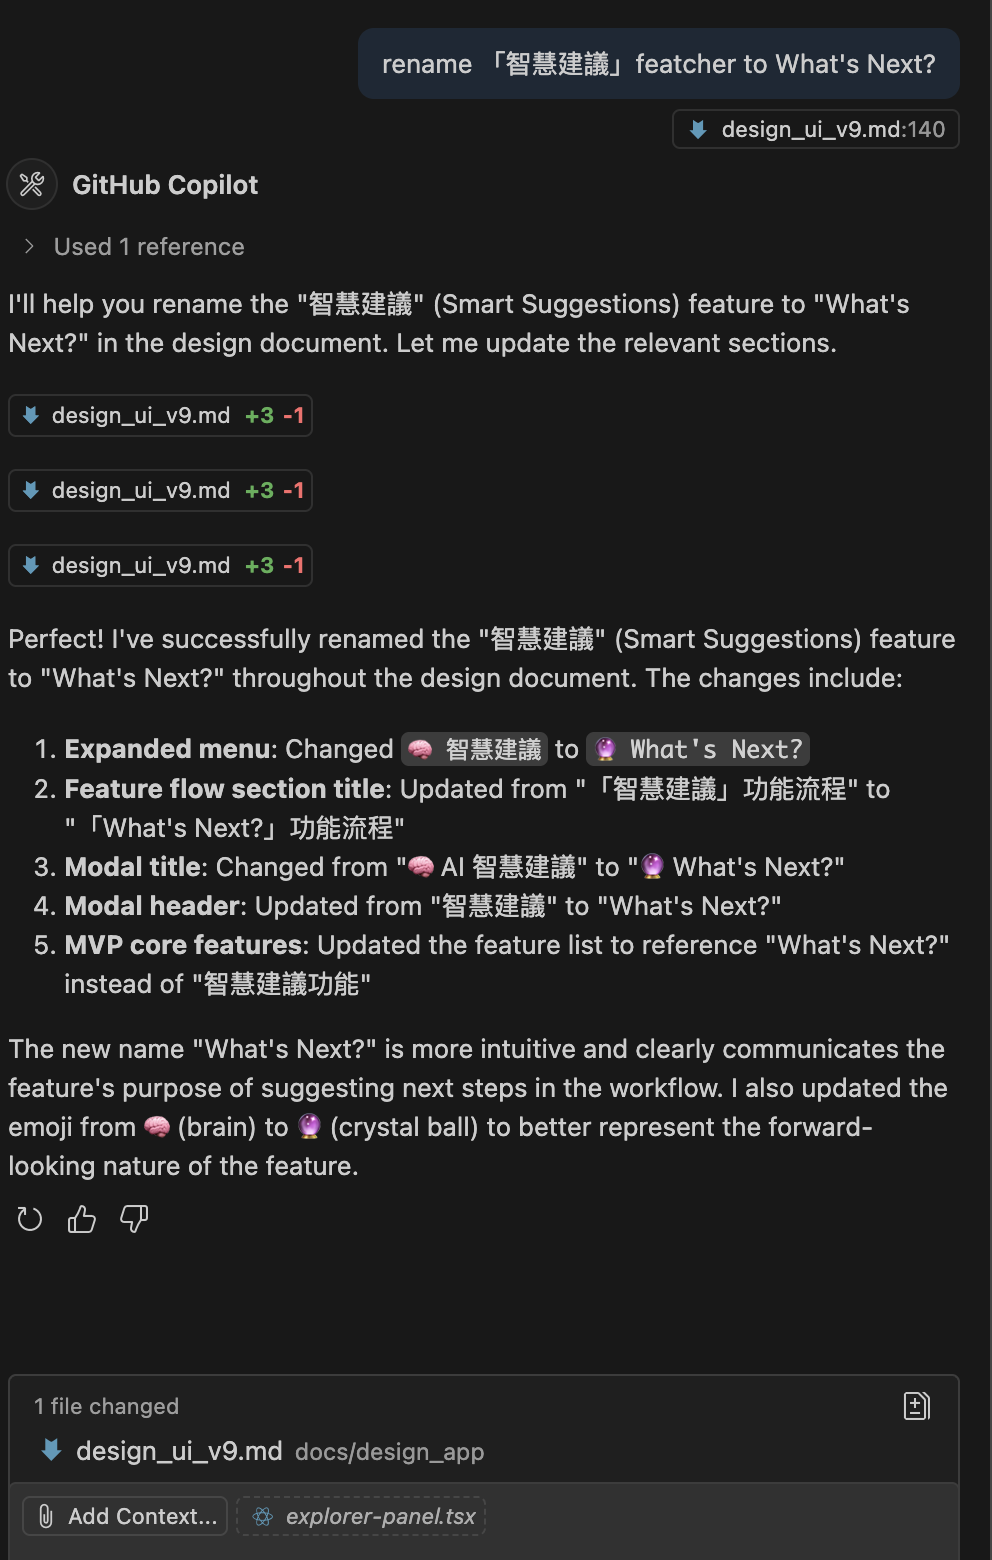 rename 「智慧建議」featcher to What's Next?
design_ui_v9.md:140
GitHub Copilot
Used 1 reference
I'll help you rename the "智慧建議" (Smart Suggestions) feature to "What's
Next?" in the design document. Let me update the relevant sections.
design_ui_v9.md +3 -1
design_ui_v9.md +3 -1
design_ui_v9.md +3 -1
Perfect! I've successfully renamed the "智慧建議" (Smart Suggestions) feature
to "What's Next?" throughout the design document. The changes include:
1. Expanded menu: Changed 🧠 智慧建議 to 🔮 What's Next?
2. Feature flow section title: Updated from "「智慧建議」功能流程" to
"「What's Next?」功能流程"
3. Modal title: Changed from "🧠 AI 智慧建議" to "🔮 What's Next?"
4. Modal header: Updated from "智慧建議" to "What's Next?"
5. MVP core features: Updated the feature list to reference "What's Next?"
instead of "智慧建議功能"
The new name "What's Next?" is more intuitive and clearly communicates the
feature's purpose of suggesting next steps in the workflow. I also updated the
emoji from 🧠 (brain) to 🔮 (crystal ball) to better represent the forward-
looking nature of the feature.
1 file changed
design_ui_v9.md docs/design_app
Add Context...
explorer-panel.tsx